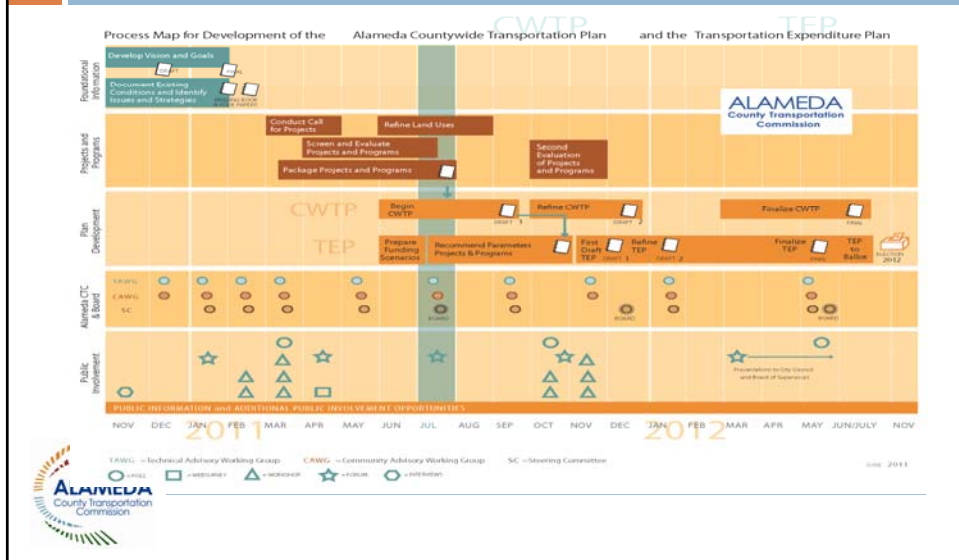 CWTP TEP
Process Map for Development of the Alameda Countywide Transportation Plan and the Transportation Expenditure Plan
Foundational
Information
Develop Vision and Goals
DRAFT
FINAL
Document Existing
Conditions and Identify
Issues and Strategies
ALAMEDA
County Transportation
Commission
Projects and
Programs
Conduct Call
for Projects
Refine Land Uses
Screen and Evaluate
Projects and Programs
Package Projects and Programs
Second
Evaluation
of Projects
and Programs
Plan
Development
CWTP
Begin
CWTP
DRAFT 1
Refine CWTP
DRAFT 2
Finalize CWTP
FINAL
TEP
Prepare
Funding
Scenarios
Recommend Parameters
Projects & Programs
First
Draft
TEP
DRAFT 1
Refine
TEP
DRAFT 2
Finalize
TEP
FINAL
TEP
to
Ballot
ELECTION
2012
Alameda CTC
& Board
TAWG
CAWG
SC
BOARD
BOARD
BOARD
Public
Involvement
Presentations to City Council
and Board of Supervisors
PUBLIC INFORMATION and ADDITIONAL PUBLIC INVOLVEMENT OPPORTUNITIES
NOV DEC JAN FEB MAR APR MAY JUN JUL AUG SEP OCT NOV DEC JAN FEB MAR APR MAY JUN/JULY NOV
2011 2012
TAWG =Technical Advisory Working Group CAWG =Community Advisory Working Group SC =Steering Committee
JUNE 2011
=POLL =WEBSURVEY =WORKSHOP =FORUM =INTERVIEWS
ALAMEDA
County Transportation
Commission